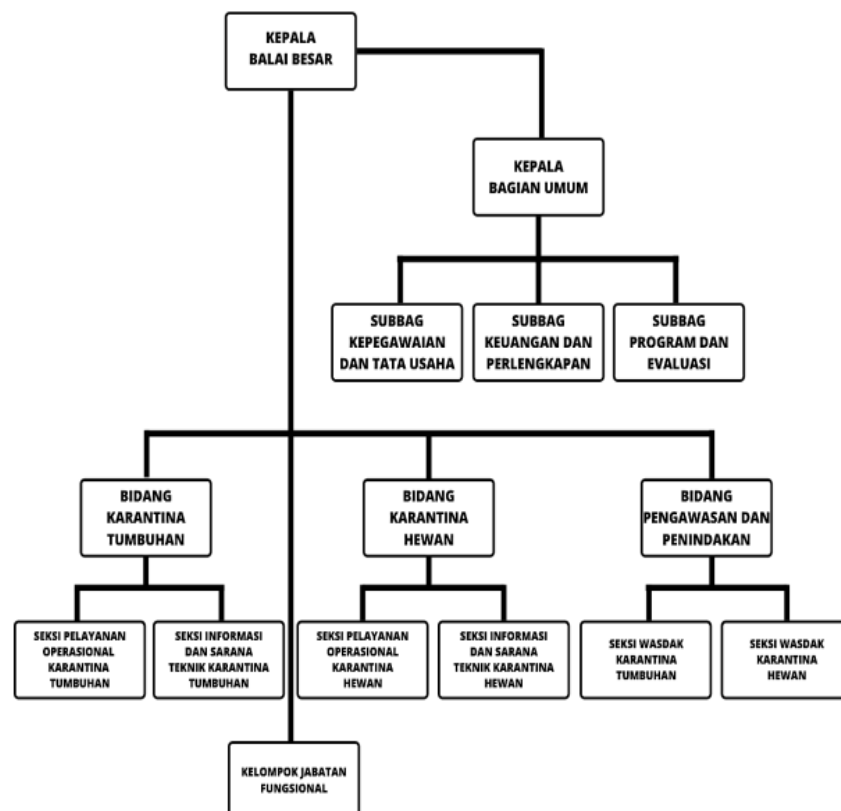 KEPALA
BALAI BESAR
KEPALA
BAGIAN UMUM
SUBBAG
KEPEGAWAIAN
DAN TATA USAHA
SUBBAG
KEUANGAN DAN
PERLENGKAPAN
SUBBAG
PROGRAM DAN
EVALUASI
BIDANG
KARANTINA
TUMBUHAN
BIDANG
KARANTINA
HEWAN
BIDANG
PENGAWASAN DAN
PENINDAKAN
SEKSI PELAYANAN
OPERASIONAL
KARANTINA
TUMBUHAN
SEKSI INFORMASI
DAN SARANA
TEKNIK KARANTINA
TUMBUHAN
SEKSI PELAYANAN
OPERASIONAL
KARANTINA
HEWAN
SEKSI INFORMASI
DAN SARANA
TEKNIK KARANTINA
HEWAN
SEKSI WASDAK
KARANTINA
TUMBUHAN
SEKSI WASDAK
KARANTINA
HEWAN
KELOMPOK JABATAN
FUNGSIONAL